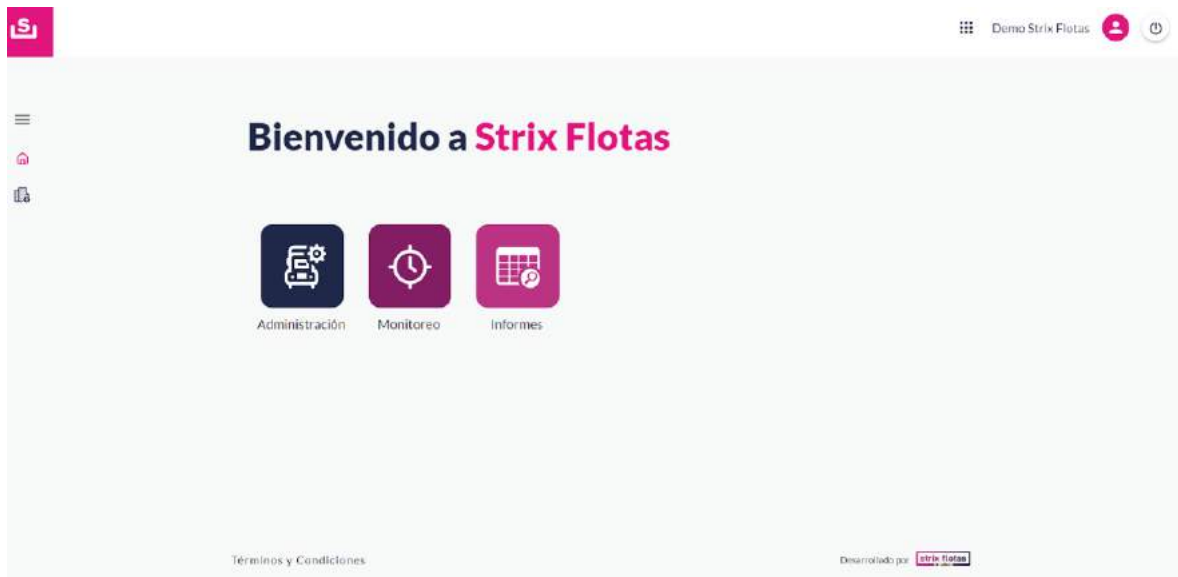 S
Demo Strix Flotas
Bienvenido a Strix Flotas
Administración
Monitoreo
Informes
Términos y Condiciones
Desarrollado por strix flotas